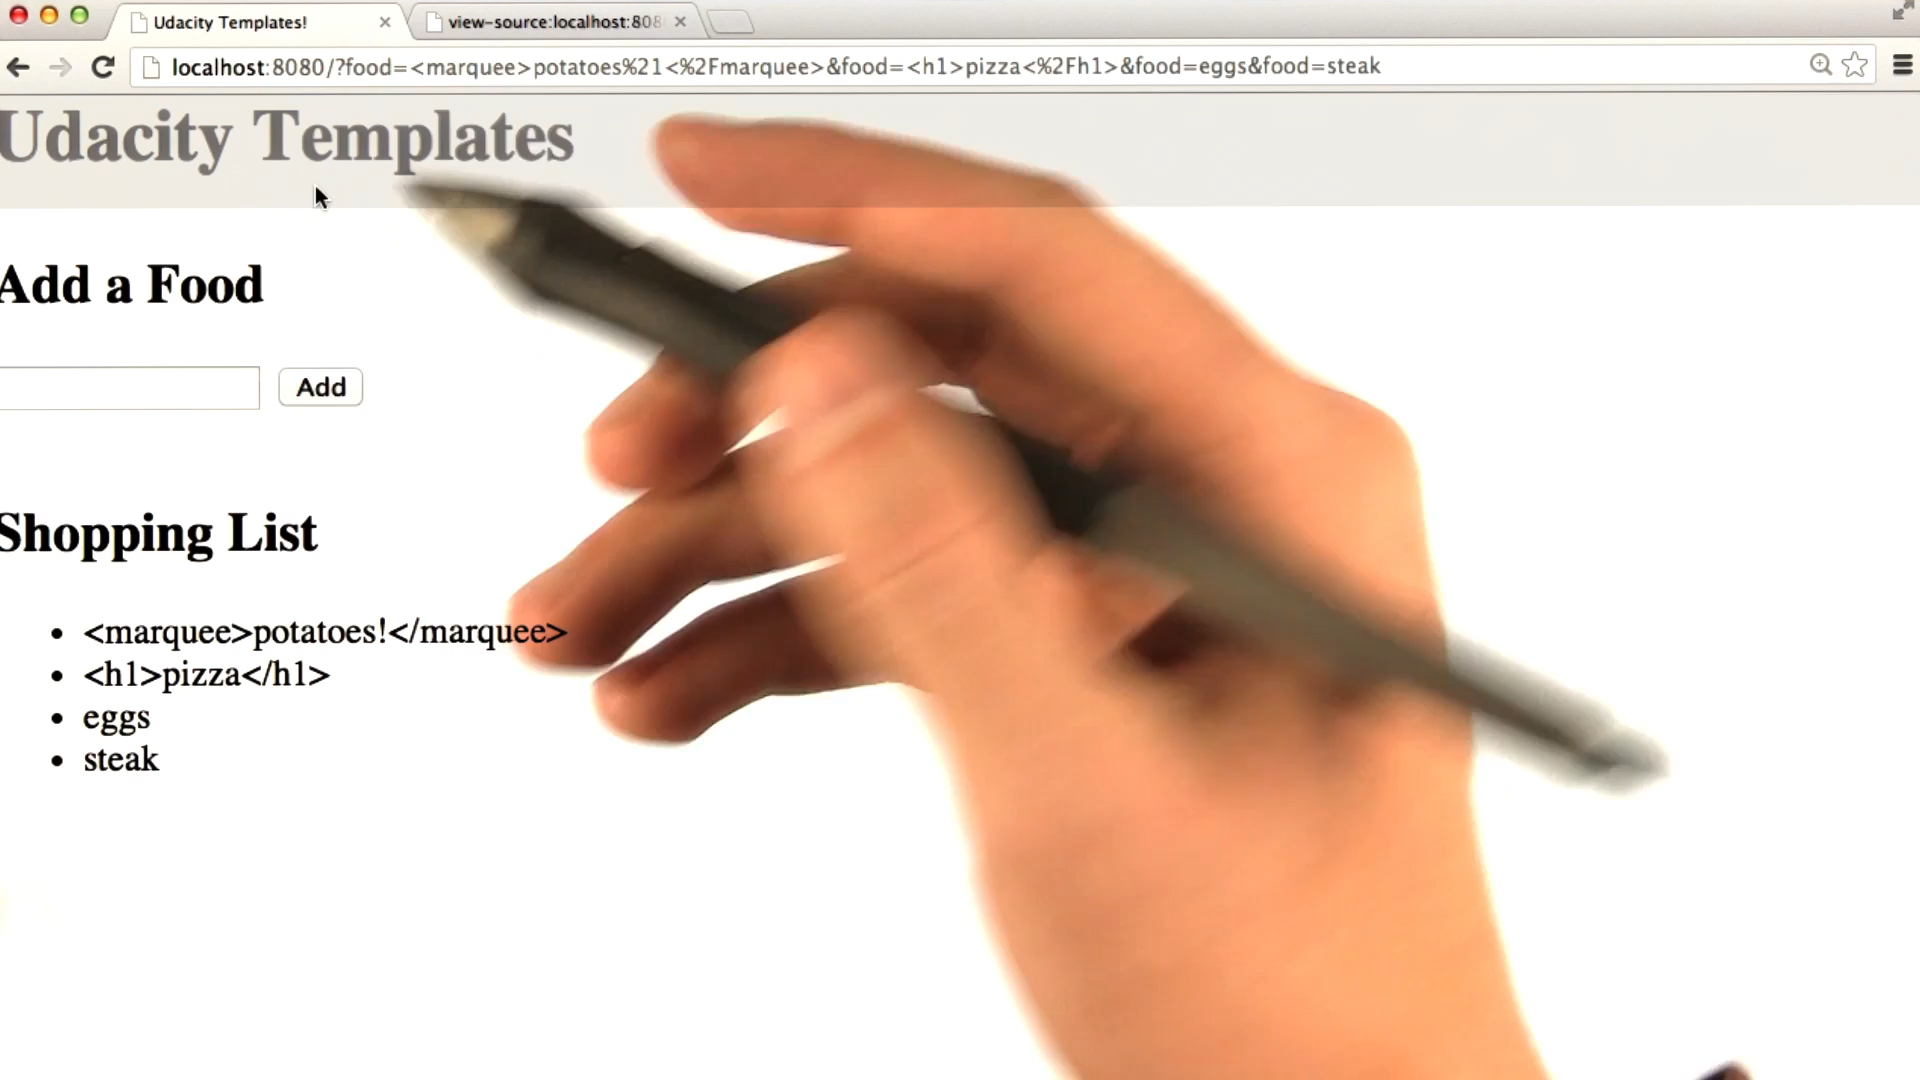 Udacity Templates!
view-source:localhost:808
localhost:8080/?food=<marquee>potatoes%21<%2Fmarquee>&food=<h1>pizza<%2Fh1>&food=eggs&food=steak
Udacity Templates
Add a Food
Add
Shopping List
<marquee>potatoes!</marquee>
<h1>pizza</h1>
eggs
steak